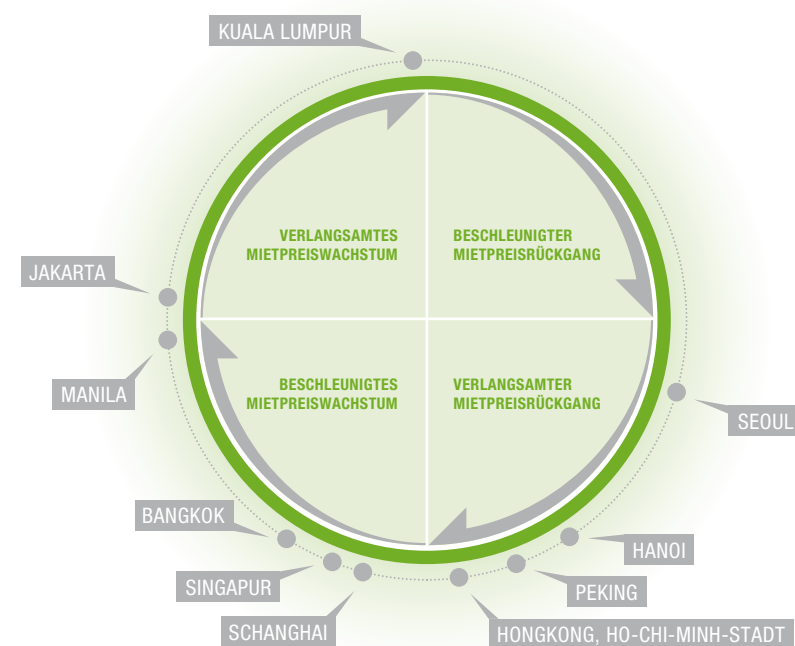 KUALA LUMPUR
VERLANGSAMTES
MIETPREISWACHSTUM
BESCHLEUNIGTER
MIETPREISRÜCKGANG
JAKARTA
MANILA
BESCHLEUNIGTES
MIETPREISWACHSTUM
VERLANGSAMTER
MIETPREISRÜCKGANG
SEOUL
BANGKOK
HANOI
SINGAPUR
PEKING
SCHANGHAI
HONGKONG, HO-CHI-MINH-STADT